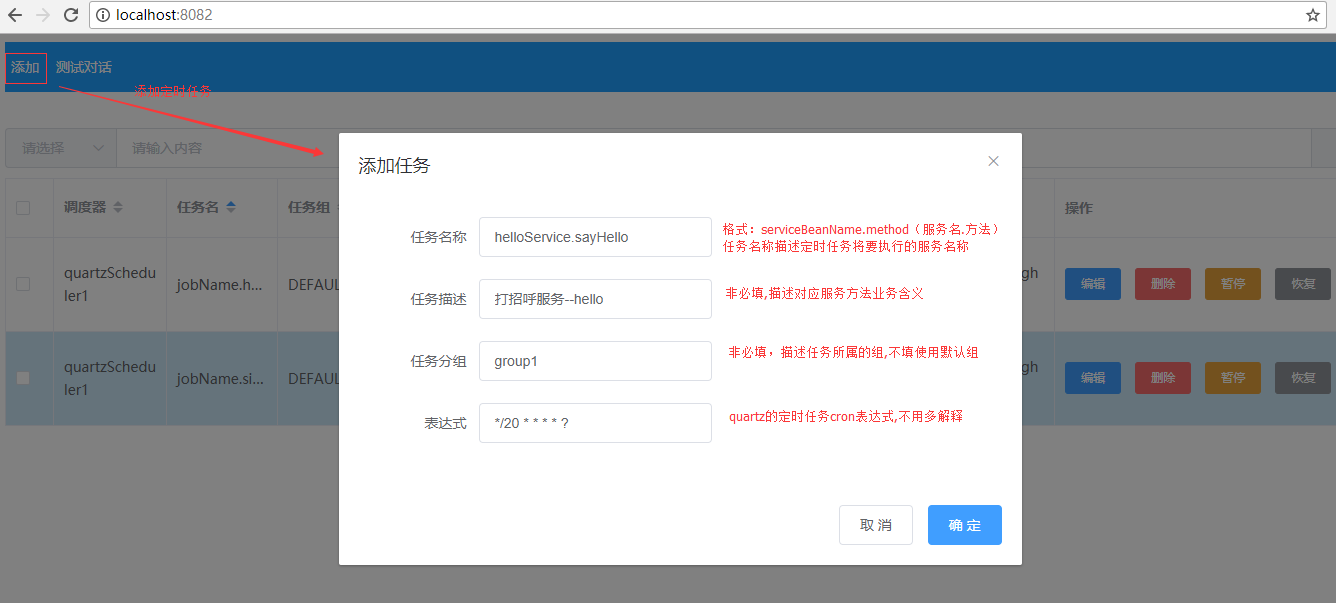 localhost:8082
添加 测试对话
添加定时任务
请选择 请输入内容
添加任务
调度器 任务名 任务组 操作
任务名称 helloService.sayHello
格式：serviceBeanName.method（服务名.方法）
任务名称描述定时任务将要执行的服务名称
quartzSchedu
ler1
jobName.h... DEFAUL
gh
编辑 删除 暂停 恢复
任务描述 打招呼服务--hello 非必填,描述对应服务方法业务含义
任务分组 group1 非必填，描述任务所属的组,不填使用默认组
quartzSchedu
ler1
jobName.si... DEFAUL
gh
编辑 删除 暂停 恢复
表达式 */20 * * * * ? quartz的定时任务cron表达式,不用多解释
取 消 确 定